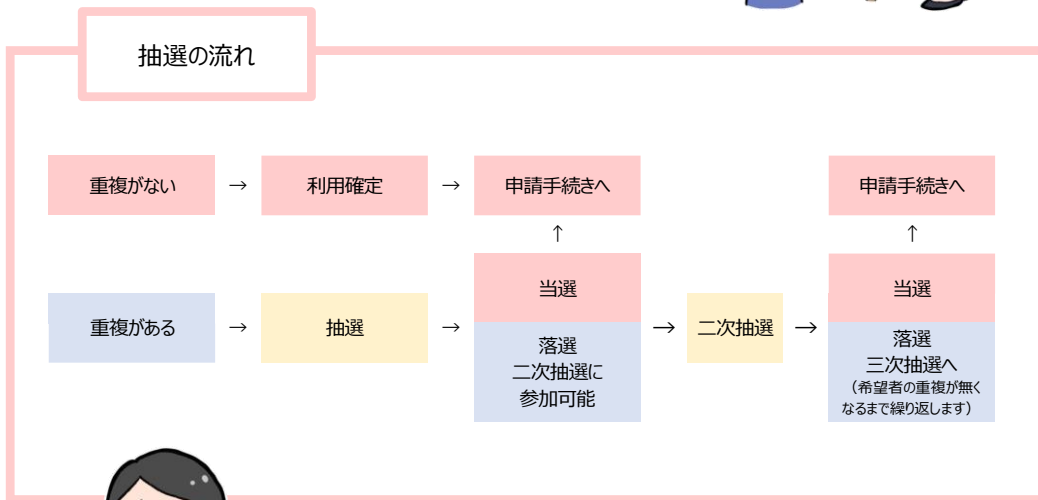 抽選の流れ
重複がない → 利用確定 → 申請手続きへ 申請手続きへ
↑ ↑
当選 当選
重複がある → 抽選 → → 二次抽選 →
落選
二次抽選に
参加可能
落選
三次抽選へ
（希望者の重複が無く
なるまで繰り返します）